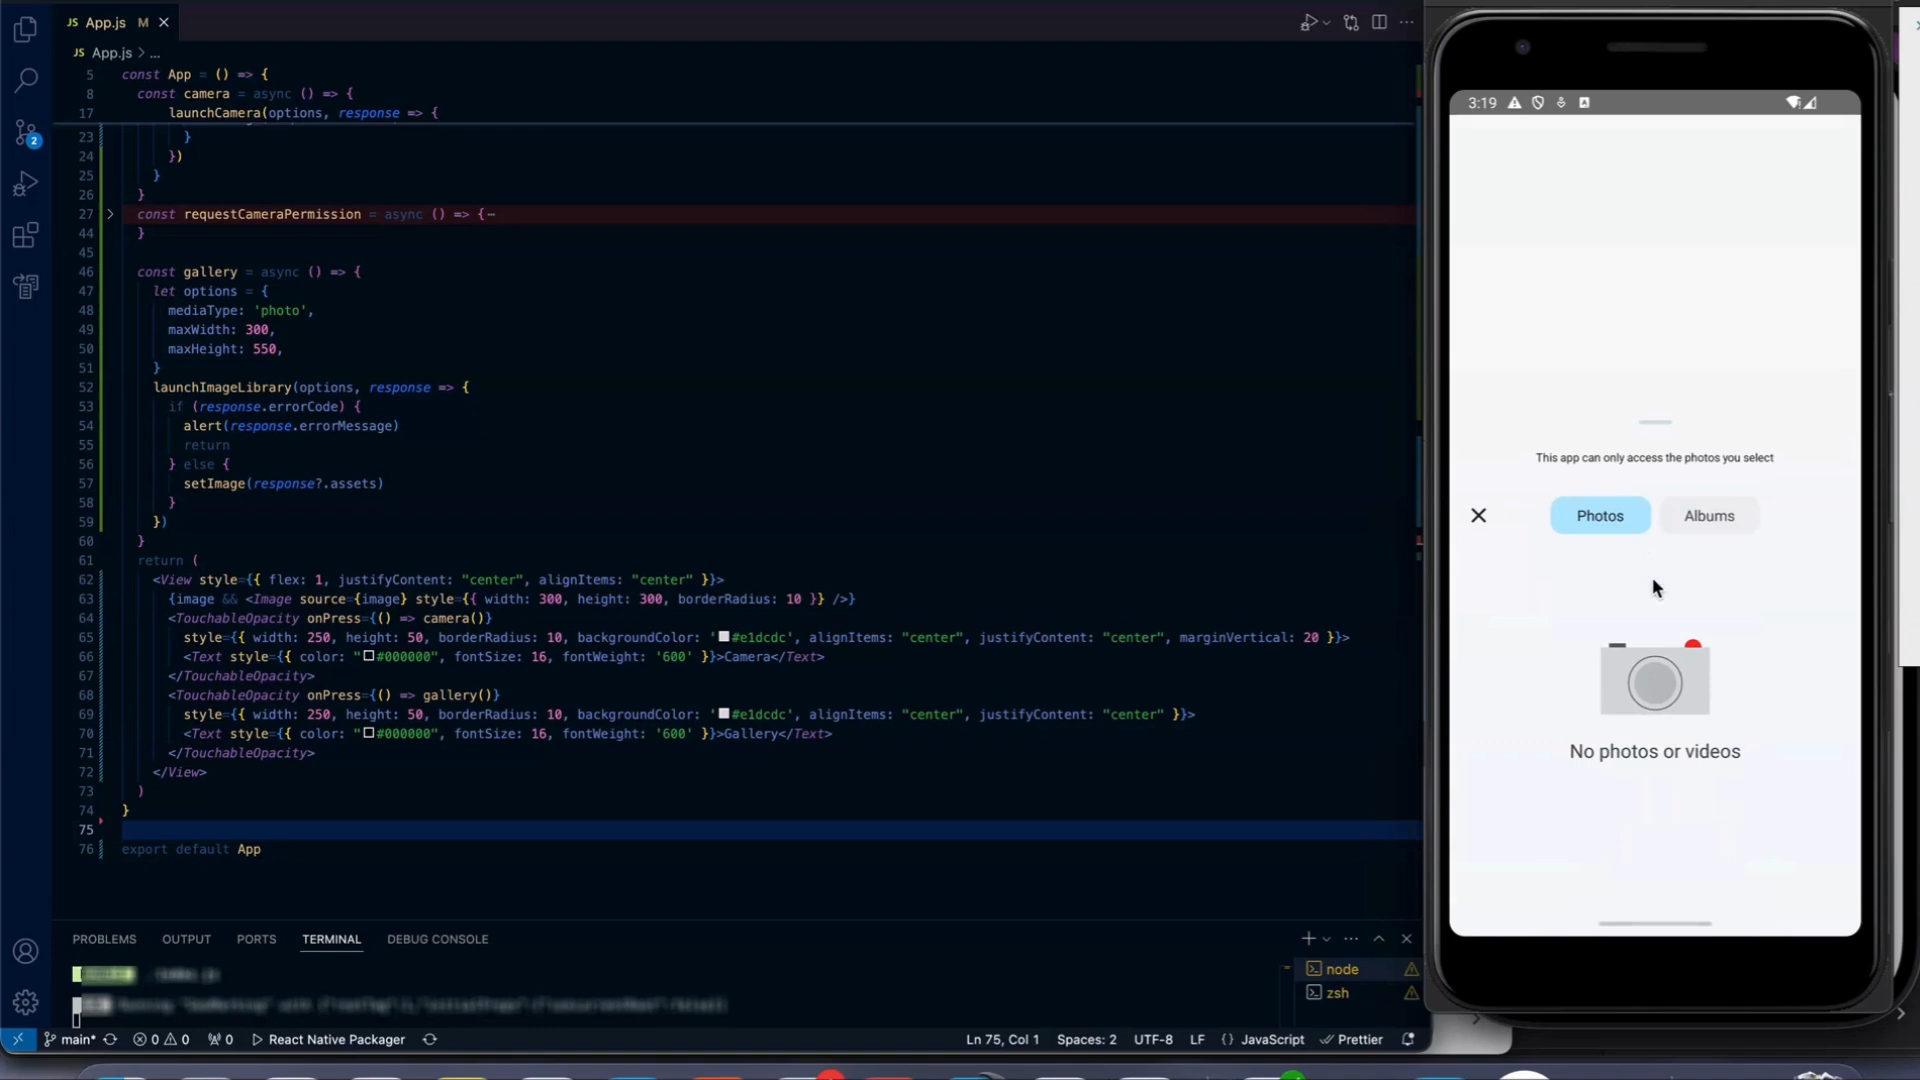 JS App.js M
JS App.js > ...
5 const App = () => {
8 const camera = async () => {
17 launchCamera(options, response => {
23 }
24 })
25 }
26 }
27 const requestCameraPermission = async () => {⋯
44 }
45
46 const gallery = async () => {
47 let options = {
48 mediaType: 'photo',
49 maxWidth: 300,
50 maxHeight: 550,
51 }
52 launchImageLibrary(options, response => {
53 if (response.errorCode) {
54 alert(response.errorMessage)
55 return
56 } else {
57 setImage(response?.assets)
58 }
59 })
60 }
61 return (
62 <View style={{ flex: 1, justifyContent: "center", alignItems: "center" }}>
63 {image && <Image source={image} style={{ width: 300, height: 300, borderRadius: 10 }} />}
64 <TouchableOpacity onPress={() => camera()}
65 style={{ width: 250, height: 50, borderRadius: 10, backgroundColor: '#e1dcdc', alignItems: "center", justifyContent: "center", marginVertical: 20 }}>
66 <Text style={{ color: "#000000", fontSize: 16, fontWeight: '600' }}>Camera</Text>
67 </TouchableOpacity>
68 <TouchableOpacity onPress={() => gallery()}
69 style={{ width: 250, height: 50, borderRadius: 10, backgroundColor: '#e1dcdc', alignItems: "center", justifyContent: "center" }}>
70 <Text style={{ color: "#000000", fontSize: 16, fontWeight: '600' }}>Gallery</Text>
71 </TouchableOpacity>
72 </View>
73 )
74 }
75
76 export default App
2
PROBLEMS OUTPUT PORTS TERMINAL DEBUG CONSOLE
node
zsh
main* 0 0 0 React Native Packager Ln 75, Col 1 Spaces: 2 UTF-8 LF {} JavaScript Prettier
3:19
This app can only access the photos you select
Photos Albums
No photos or videos